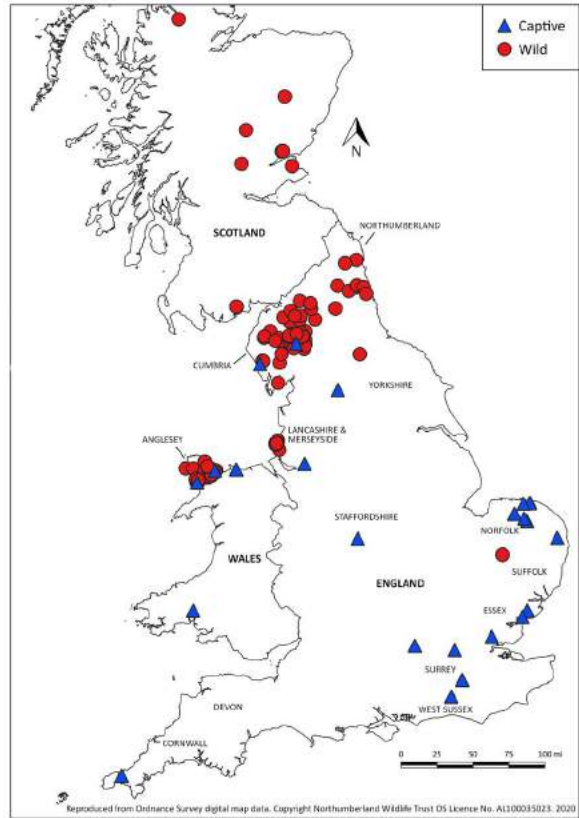 Captive
Wild
N
SCOTLAND
NORTHUMBERLAND
CUMBRIA
YORKSHIRE
LANCASHIRE &
MERSEYSIDE
ANGLESEY
STAFFORDSHIRE
NORFOLK
WALES
SUFFOLK
ENGLAND
ESSEX
SURREY
DEVON
WEST SUSSEX
CORNWALL
0 25 50 75 100 mi
Reproduced from Ordnance Survey digital map data. Copyright Northumberland Wildlife Trust OS Licence No. AL100035023. 2020